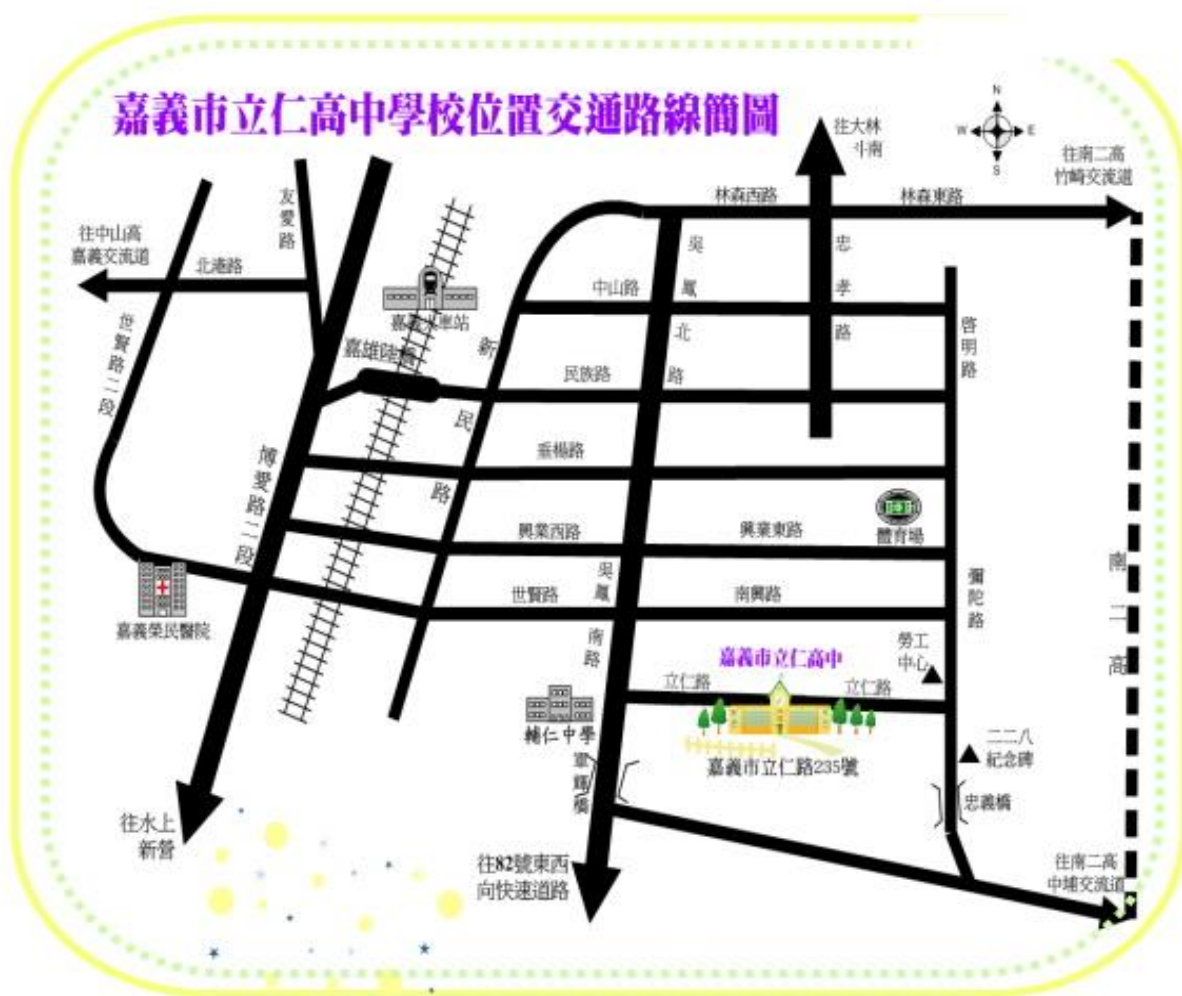 嘉義市立仁高中學校位置交通路線簡圖
N
W
E
S
往大林
斗南
往南二高
竹崎交流道
友愛路
林森西路
林森東路
往中山高
嘉義交流道
北港路
吳鳳北路
忠孝路
中山路
世賢路二段
嘉義火車站
新民路
啓明路
嘉雄陸橋
民族路
垂楊路
博愛路二段
興業西路
興業東路
體育場
南二高
吳鳳南路
彌陀路
世賢路
南興路
嘉義榮民醫院
勞工
中心
嘉義市立仁高中
立仁路
立仁路
輔仁中學
二二八
紀念碑
嘉義市立仁路235號
軍輝橋
忠義橋
往水上
新營
往82號東西
向快速道路
往南二高
中埔交流道